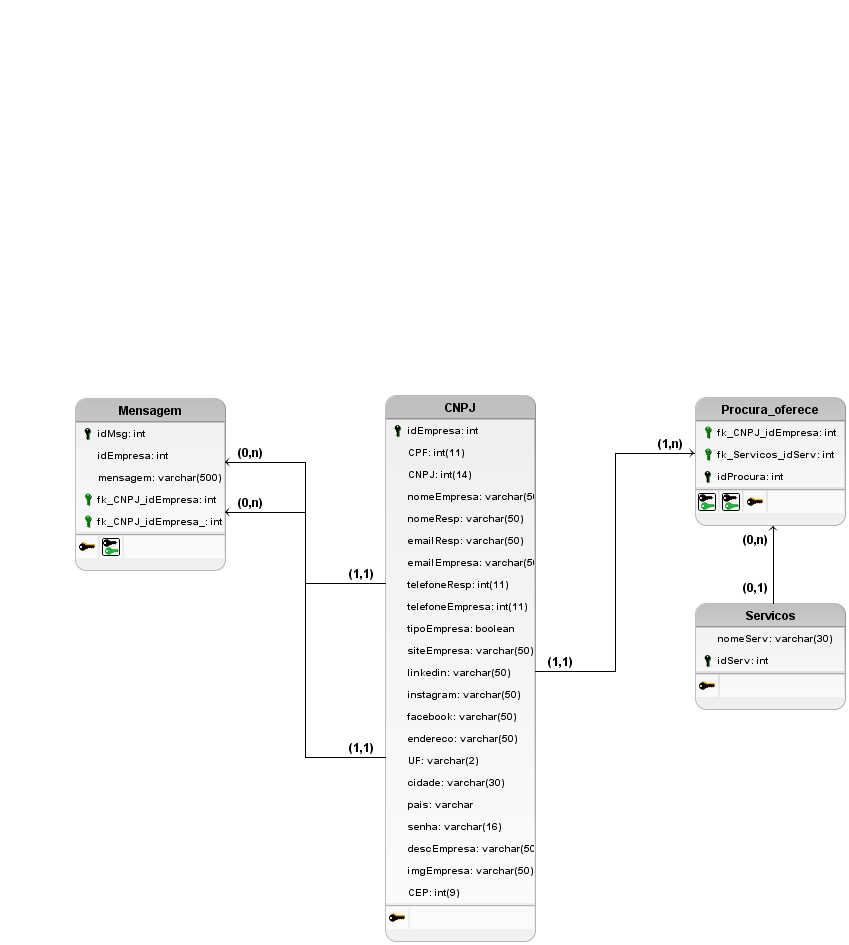 Mensagem
idMsg: int
idEmpresa: int
mensagem: varchar(500)
fk_CNPJ_idEmpresa: int
fk_CNPJ_idEmpresa_: int
(0,n)
(0,n)
(1,1)
(1,1)
CNPJ
idEmpresa: int
CPF: int(11)
CNPJ: int(14)
nomeEmpresa: varchar(50
nomeResp: varchar(50)
emailResp: varchar(50)
emailEmpresa: varchar(50
telefoneResp: int(11)
telefoneEmpresa: int(11)
tipoEmpresa: boolean
siteEmpresa: varchar(50)
linkedin: varchar(50)
instagram: varchar(50)
facebook: varchar(50)
endereco: varchar(50)
UF: varchar(2)
cidade: varchar(30)
pais: varchar
senha: varchar(16)
descEmpresa: varchar(50
imgEmpresa: varchar(50)
CEP: int(9)
(1,1)
(1,n)
Procura_oferece
fk_CNPJ_idEmpresa: int
fk_Servicos_idServ: int
idProcura: int
(0,n)
(0,1)
Servicos
nomeServ: varchar(30)
idServ: int